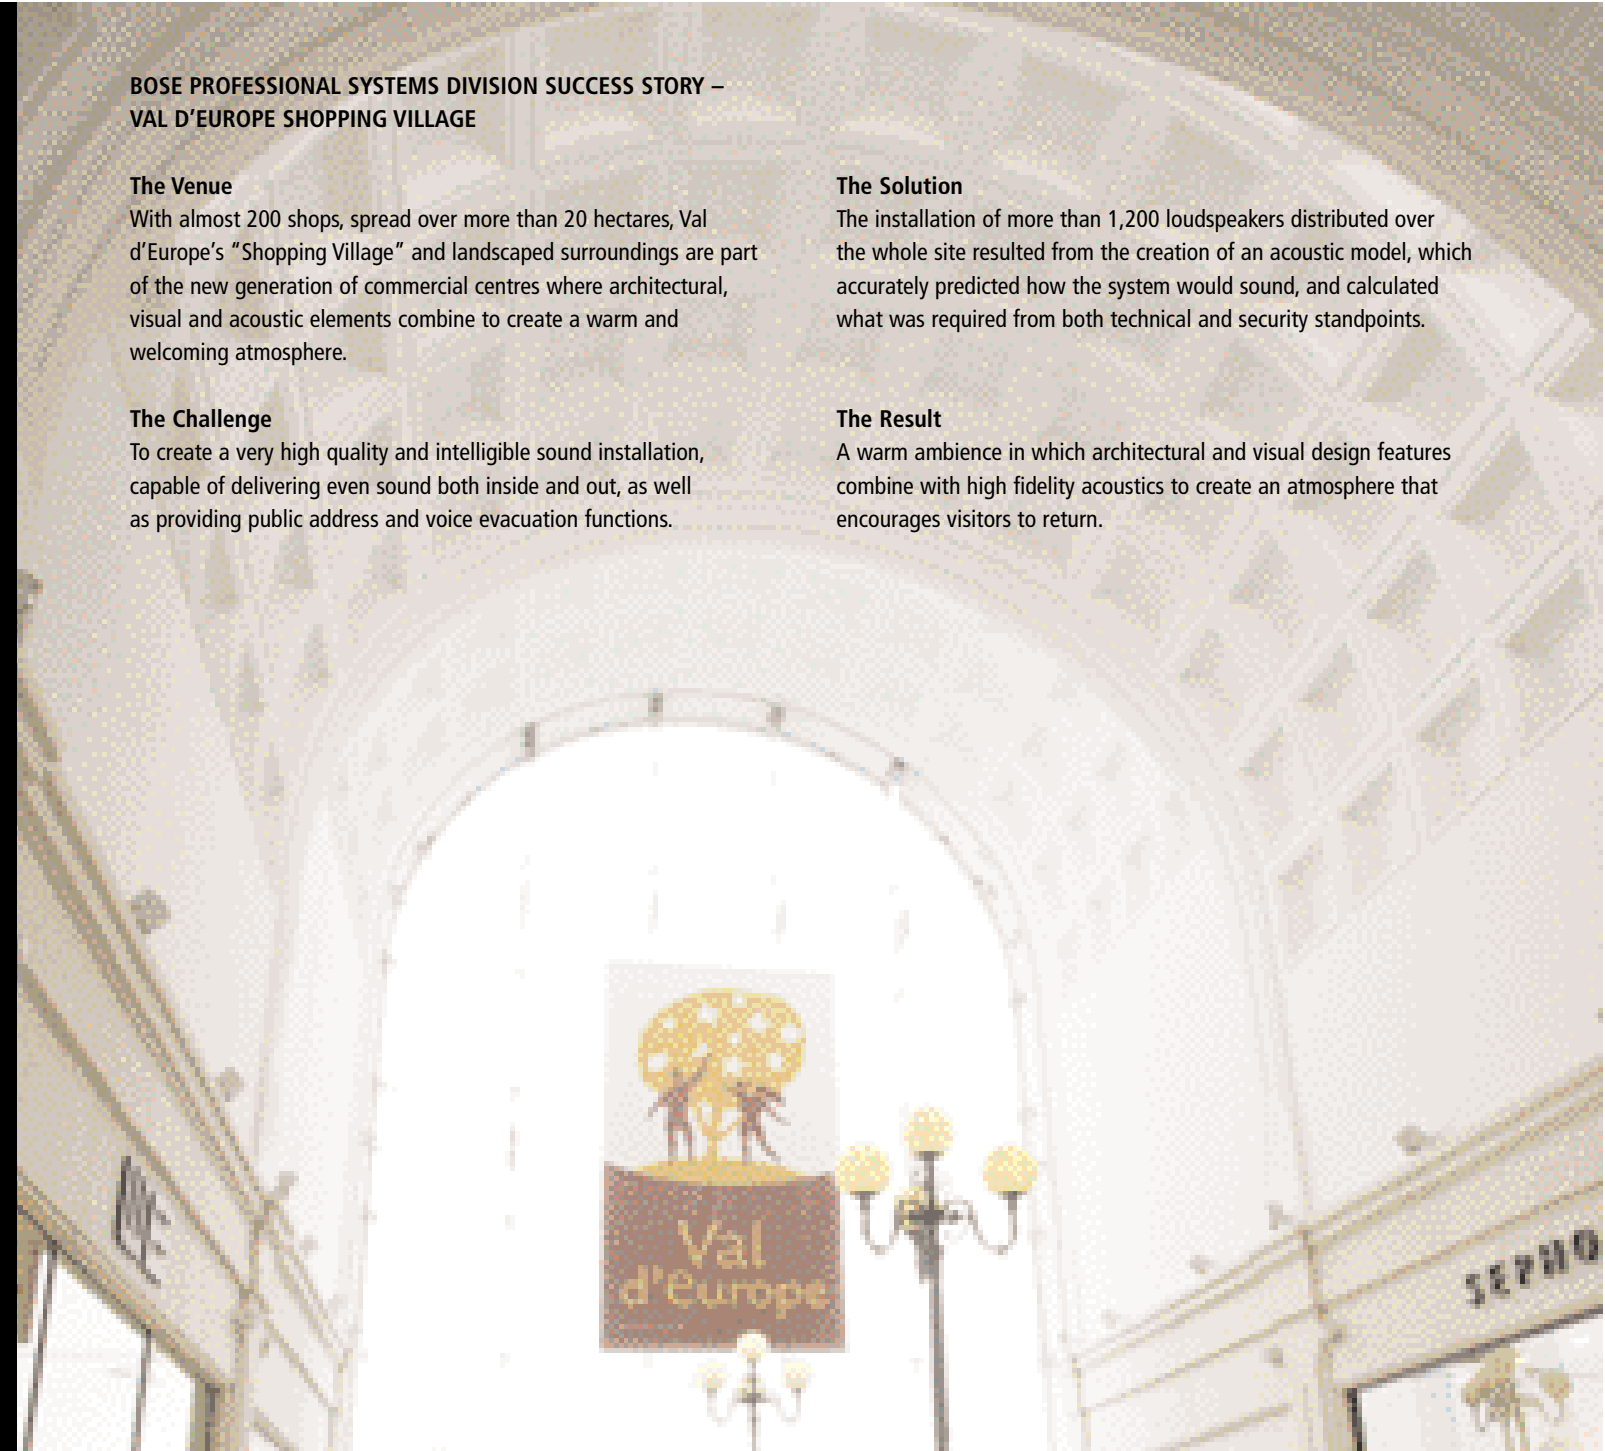 BOSE PROFESSIONAL SYSTEMS DIVISION SUCCESS STORY –
VAL D’EUROPE SHOPPING VILLAGE
The Venue
With almost 200 shops, spread over more than 20 hectares, Val
d’Europe’s “Shopping Village” and landscaped surroundings are part
of the new generation of commercial centres where architectural,
visual and acoustic elements combine to create a warm and
welcoming atmosphere.
The Challenge
To create a very high quality and intelligible sound installation,
capable of delivering even sound both inside and out, as well
as providing public address and voice evacuation functions.
The Solution
The installation of more than 1,200 loudspeakers distributed over
the whole site resulted from the creation of an acoustic model, which
accurately predicted how the system would sound, and calculated
what was required from both technical and security standpoints.
The Result
A warm ambience in which architectural and visual design features
combine with high fidelity acoustics to create an atmosphere that
encourages visitors to return.
Val
d'Europe
SEPHO